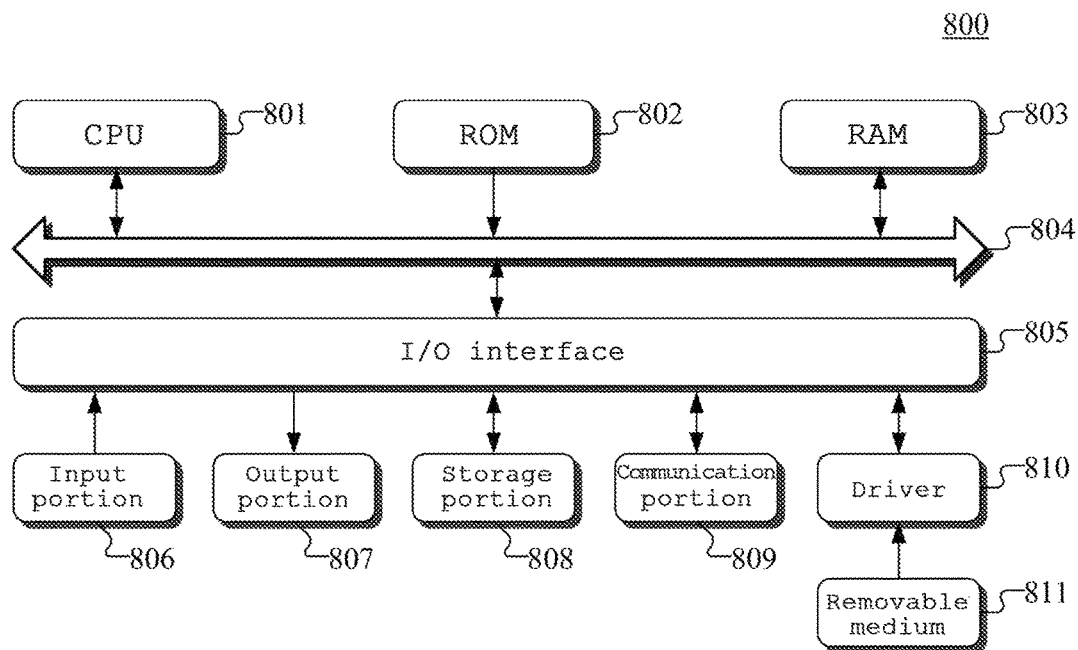 800
CPU
801
ROM
802
RAM
803
804
I/O interface
805
Input
portion
806
Output
portion
807
Storage
portion
808
Communication
portion
809
Driver
810
Removable
medium
811